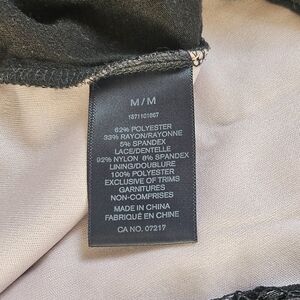 M/M
62% POLYESTER
33% RAYON/RAYONNE
5% SPANDEX
LACE/DENTELLE
92% NYLON 8% SPANDEX
LINING/DOUBLURE
100% POLYESTER
EXCLUSIVE OF TRIMS
GARNITURES
NON-COMPRISES
MADE IN CHINA
FABRIQUÉ EN CHINE
CA NO. 07217